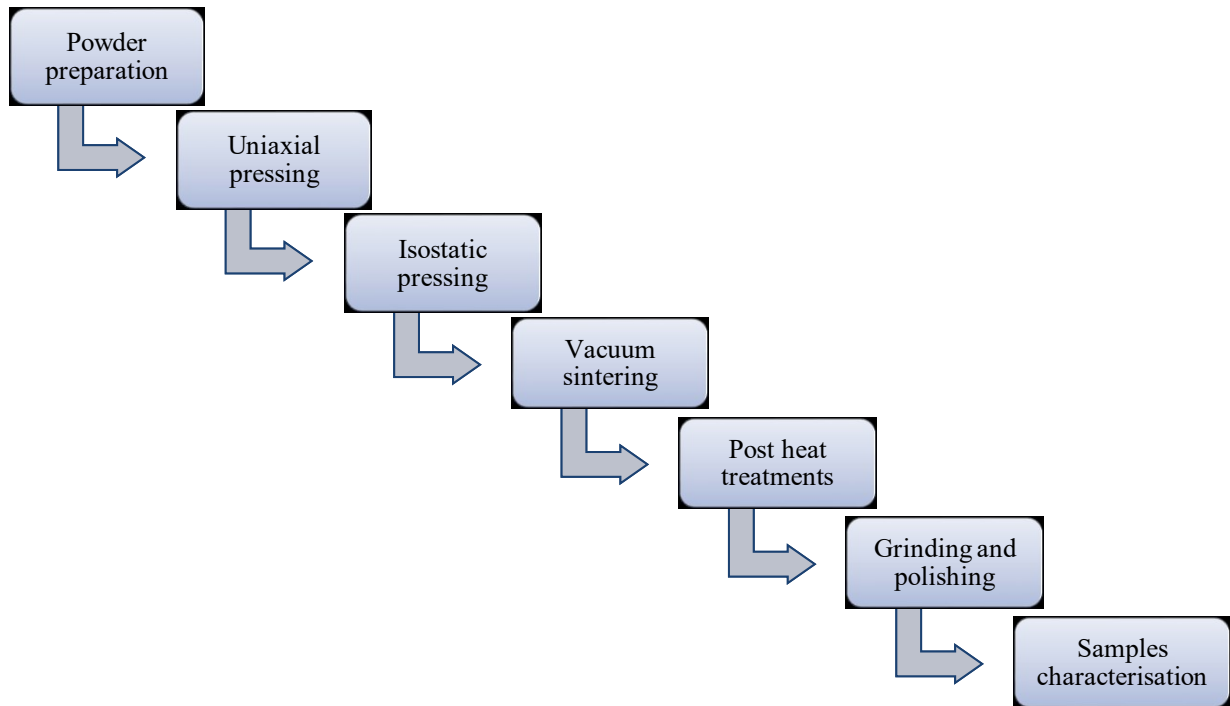 Powder
preparation
Uniaxial
pressing
Isostatic
pressing
Vacuum
sintering
Post heat
treatments
Grinding and
polishing
Samples
characterisation